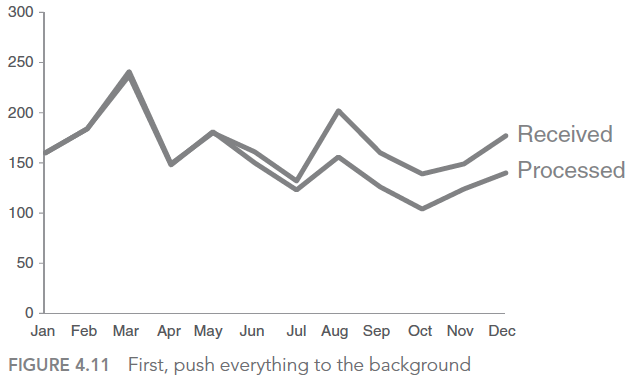 300
250
200
150
100
50
0
Received
Processed
Jan Feb Mar Apr May Jun Jul Aug Sep Oct Nov Dec
FIGURE 4.11 First, push everything to the background